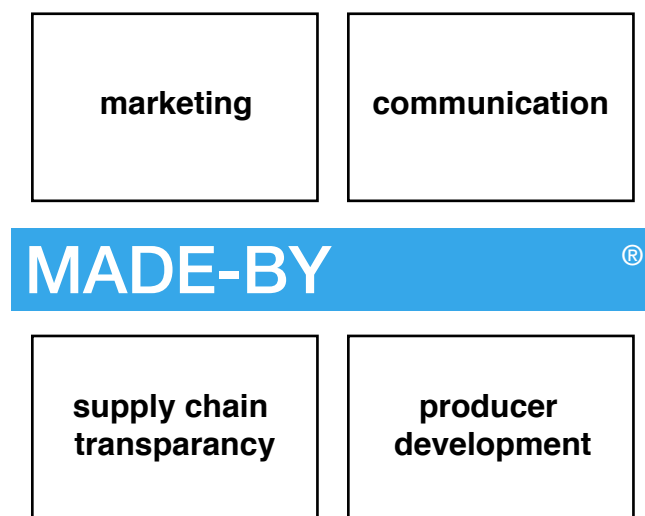 marketing
communication
MADE-BY ®
supply chain
transparancy
producer
development